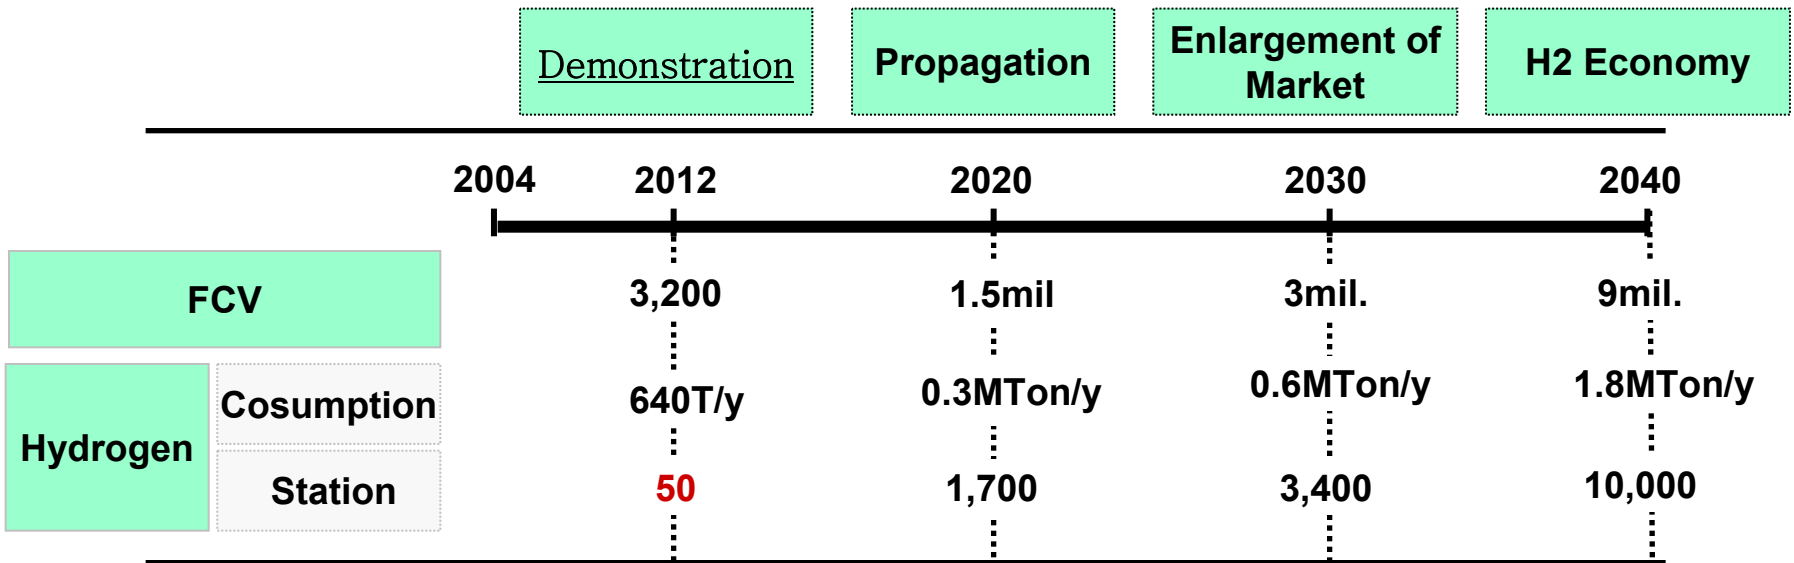 Demonstration
Propagation
Enlargement of
Market
H2 Economy
2004 2012 2020 2030 2040
FCV 3,200 1.5mil 3mil. 9mil.
Hydrogen
Cosumption 640T/y 0.3MTon/y 0.6MTon/y 1.8MTon/y
Station 50 1,700 3,400 10,000